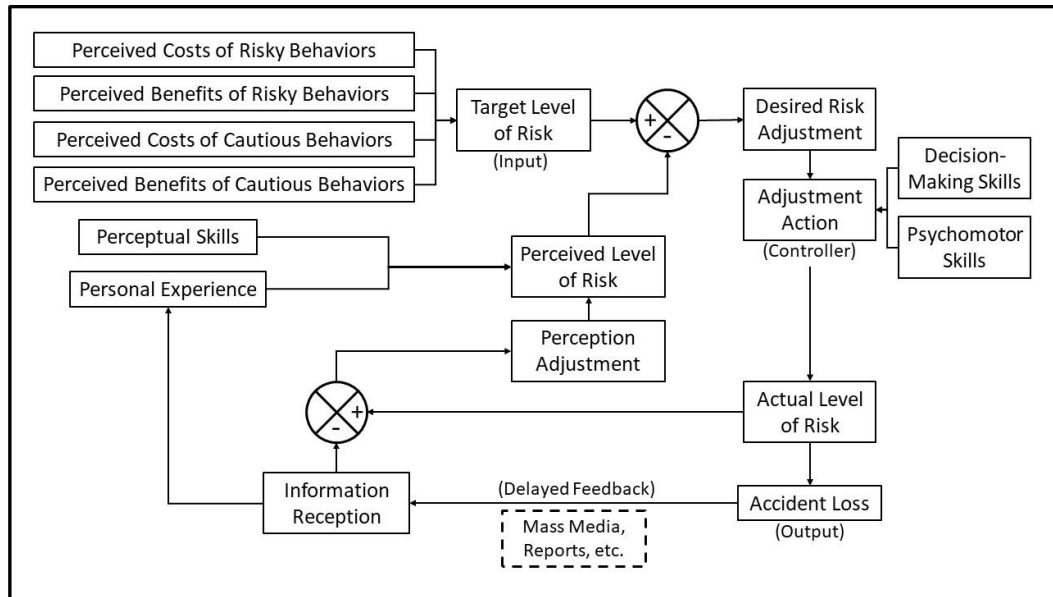 Perceived Costs of Risky Behaviors
Perceived Benefits of Risky Behaviors
Perceived Costs of Cautious Behaviors
Perceived Benefits of Cautious Behaviors
Target Level
of Risk
(Input)
+
-
Desired Risk
Adjustment
Adjustment
Action
(Controller)
Decision-
Making Skills
Psychomotor
Skills
Perceptual Skills
Personal Experience
Perceived Level
of Risk
Perception
Adjustment
+
-
Actual Level
of Risk
Information
Reception
(Delayed Feedback)
Mass Media,
Reports, etc.
Accident Loss
(Output)